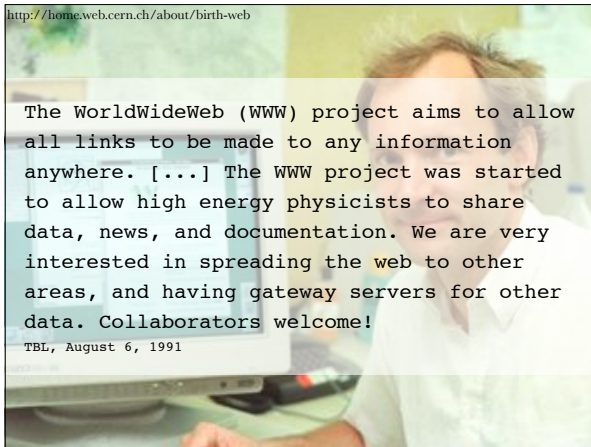 http://home.web.cern.ch/about/birth-web
The WorldWideWeb (WWW) project aims to allow
all links to be made to any information
anywhere. [...] The WWW project was started
to allow high energy physicists to share
data, news, and documentation. We are very
interested in spreading the web to other
areas, and having gateway servers for other
data. Collaborators welcome!
TBL, August 6, 1991